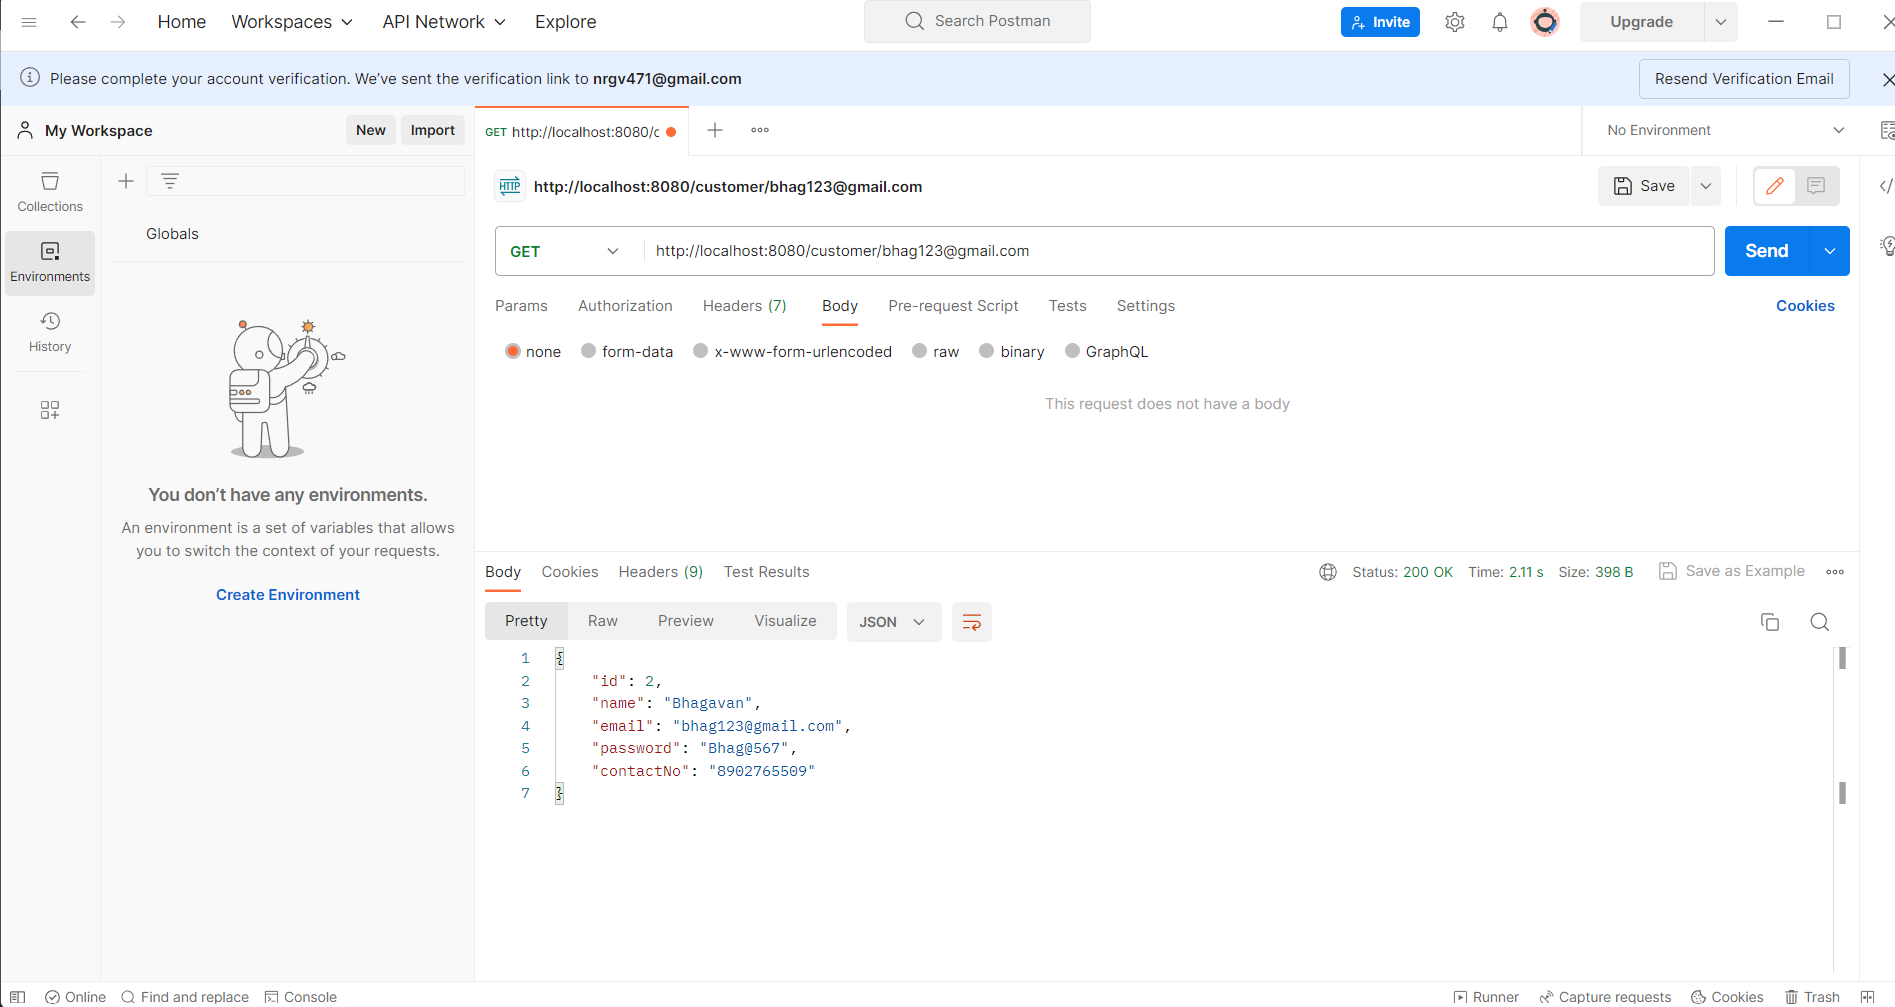 Home Workspaces API Network Explore Search Postman Invite Upgrade
Please complete your account verification. We’ve sent the verification link to nrgv471@gmail.com Resend Verification Email
My Workspace New Import GET http://localhost:8080/c No Environment
Collections
Environments
History
Globals
You don’t have any environments.
An environment is a set of variables that allows
you to switch the context of your requests.
Create Environment
HTTP http://localhost:8080/customer/bhag123@gmail.com Save
GET http://localhost:8080/customer/bhag123@gmail.com Send
Params Authorization Headers (7) Body Pre-request Script Tests Settings Cookies
none form-data x-www-form-urlencoded raw binary GraphQL
This request does not have a body
Body Cookies Headers (9) Test Results Status: 200 OK Time: 2.11 s Size: 398 B Save as Example
Pretty Raw Preview Visualize JSON
1 {
2 "id": 2,
3 "name": "Bhagavan",
4 "email": "bhag123@gmail.com",
5 "password": "Bhag@567",
6 "contactNo": "8902765509"
7 }
Online Find and replace Console Runner Capture requests Cookies Trash